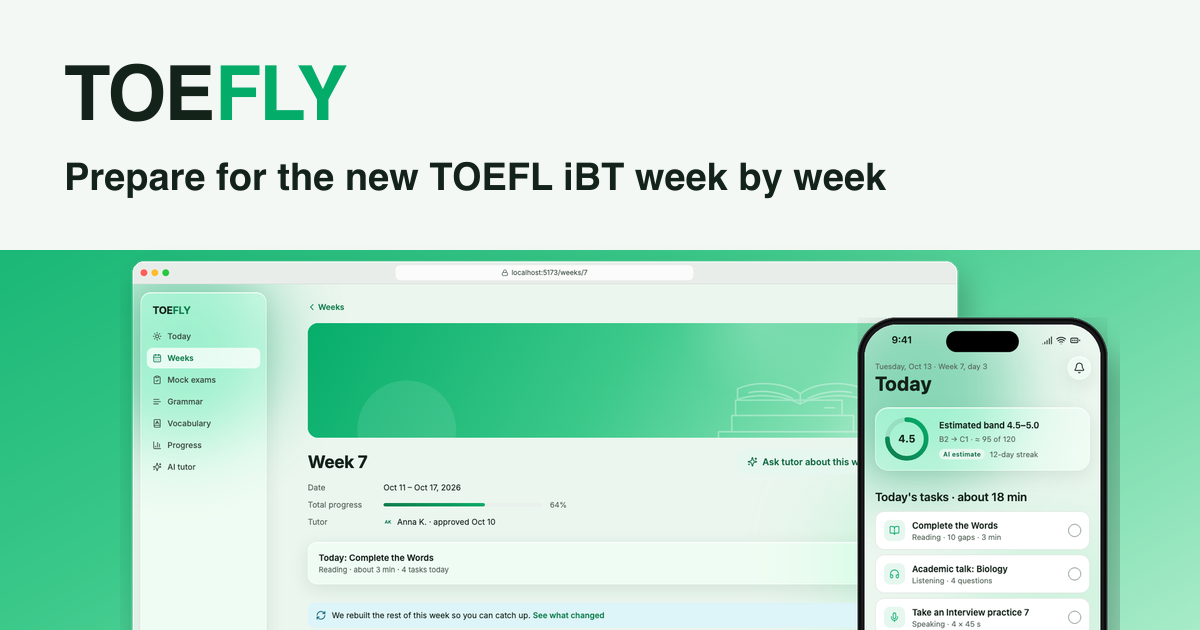 TOEFLY
Prepare for the new TOEFL iBT week by week
localhost:5173/weeks/7
TOEFLY
Today
Weeks
Mock exams
Grammar
Vocabulary
Progress
AI tutor
Weeks
Week 7
Ask tutor about this w
Date
Oct 11 – Oct 17, 2026
Total progress
64%
Tutor
AK Anna K. · approved Oct 10
Today: Complete the Words
Reading · about 3 min · 4 tasks today
We rebuilt the rest of this week so you can catch up. See what changed
9:41
Tuesday, Oct 13 · Week 7, day 3
Today
4.5
Estimated band 4.5–5.0
B2 → C1 · ≈ 95 of 120
AI estimate 12-day streak
Today's tasks · about 18 min
Complete the Words
Reading · 10 gaps · 3 min
Academic talk: Biology
Listening · 4 questions
Take an Interview practice 7
Speaking · 4 × 45 s